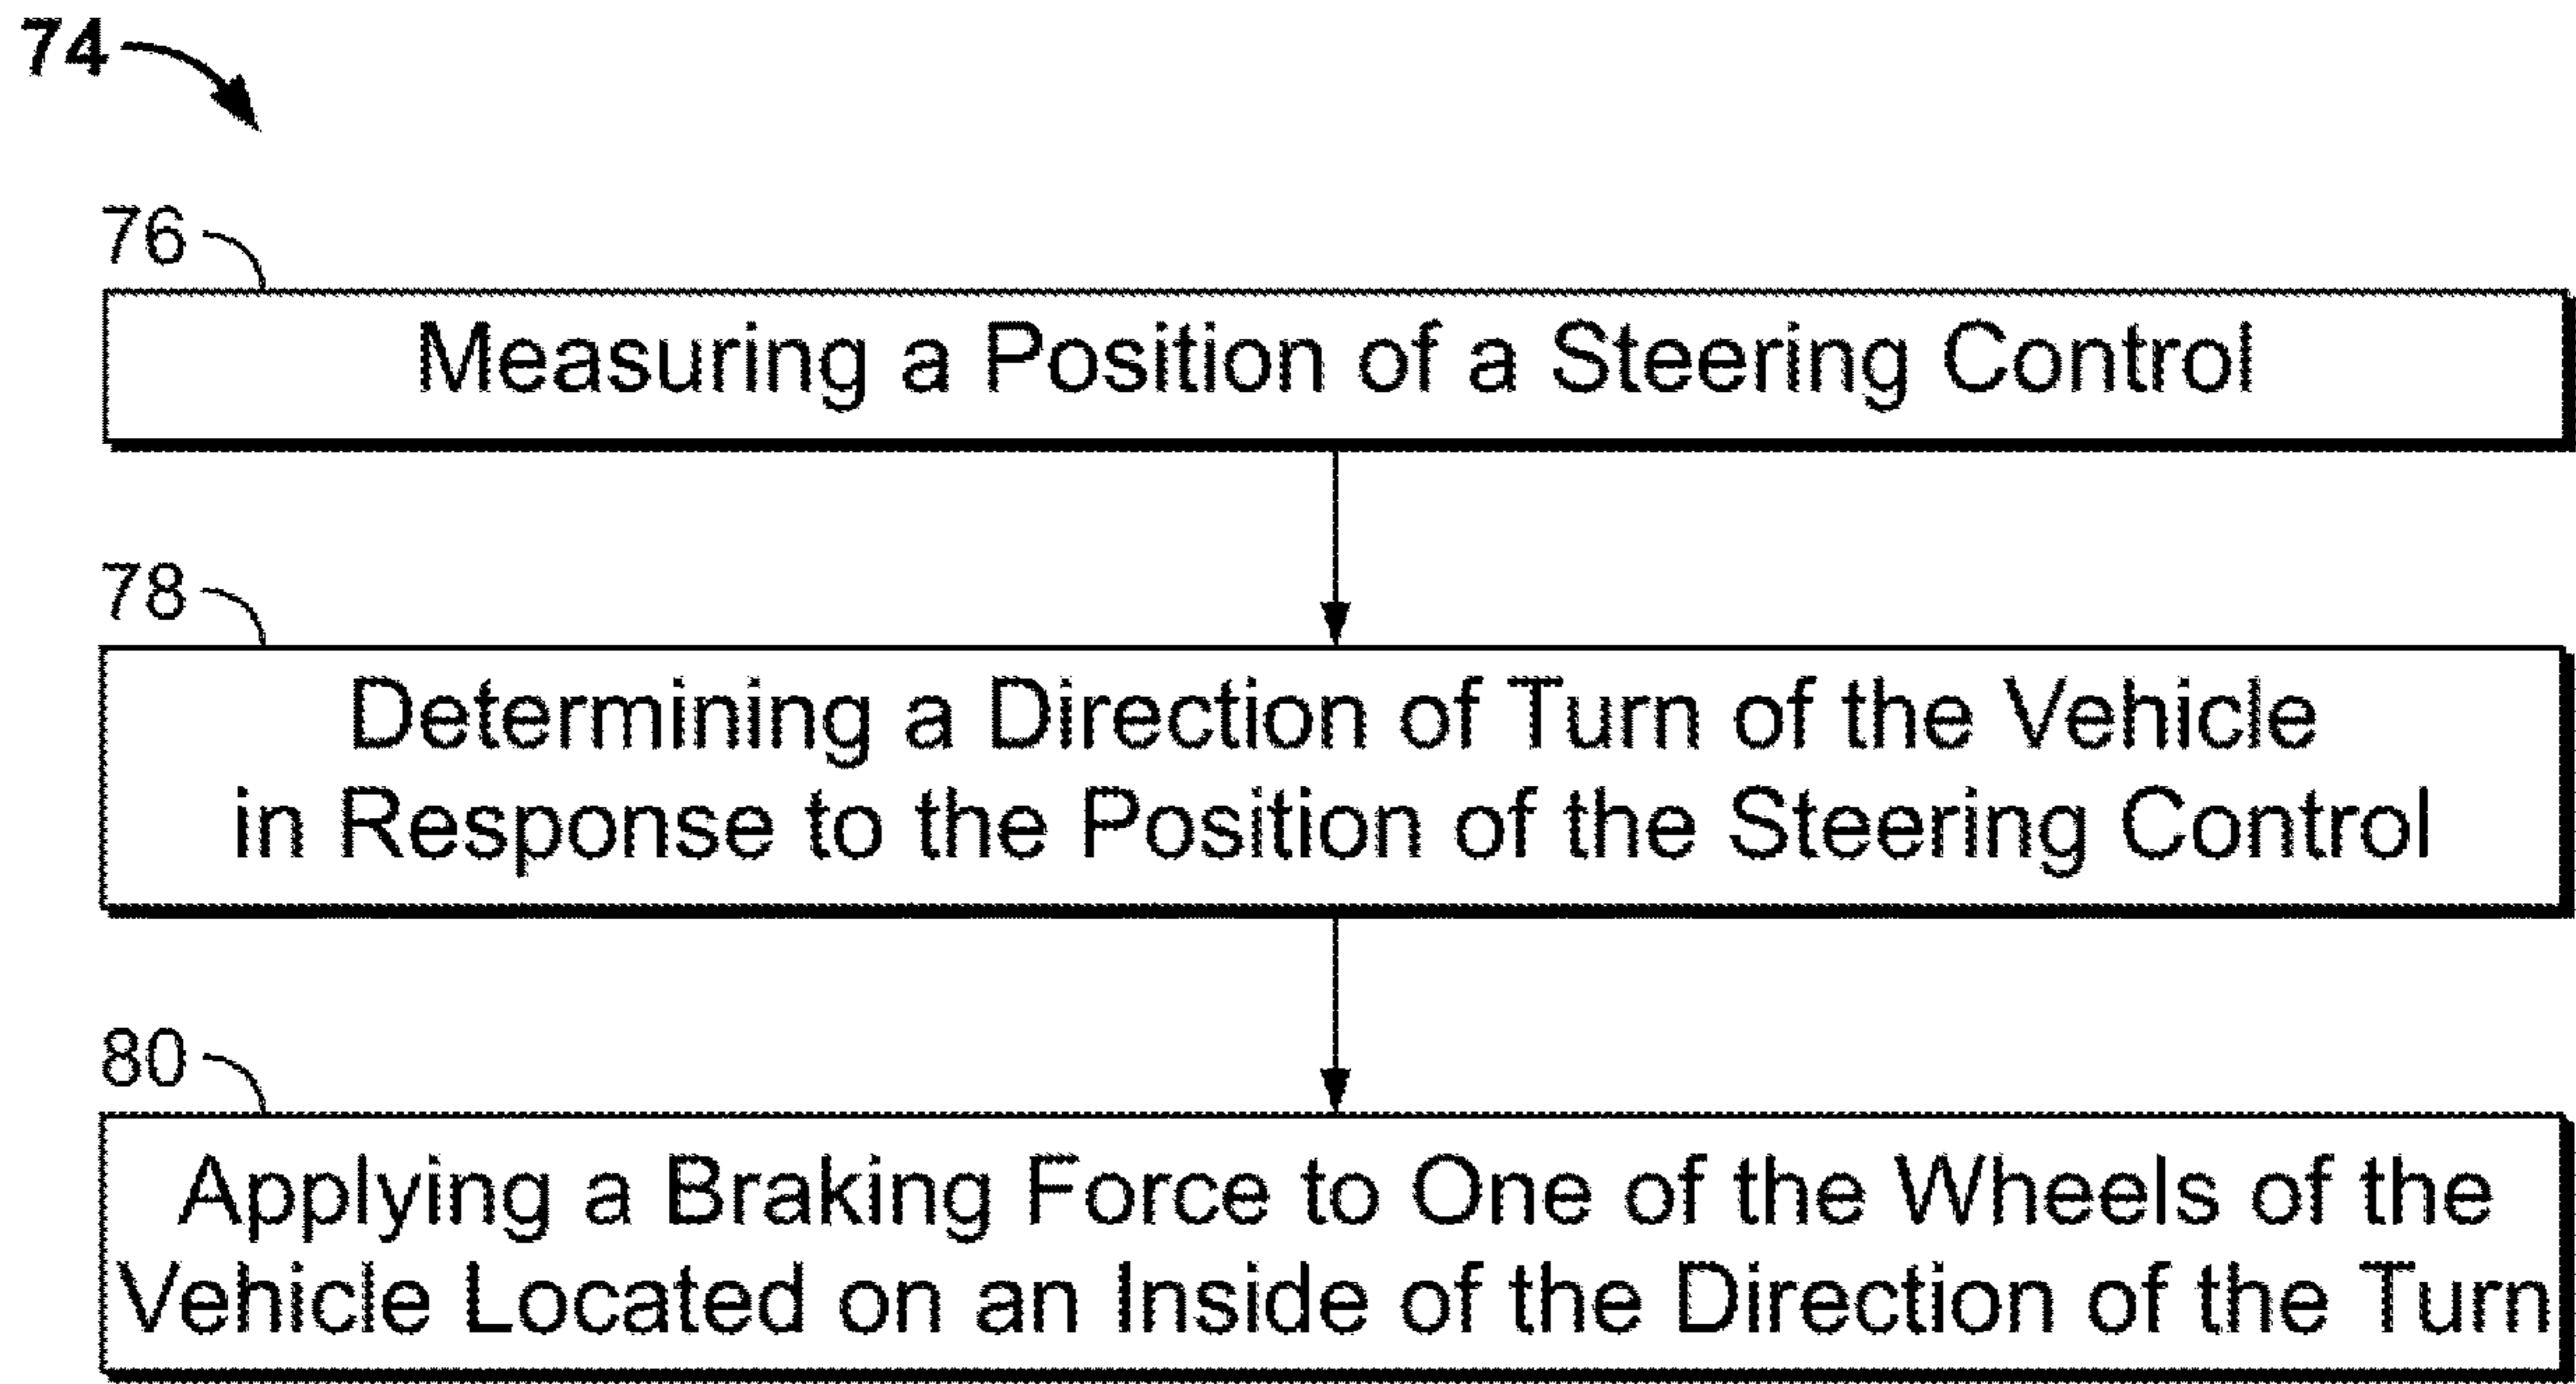 74
76
Measuring a Position of a Steering Control
78
Determining a Direction of Turn of the Vehicle
in Response to the Position of the Steering Control
80
Applying a Braking Force to One of the Wheels of the
Vehicle Located on an Inside of the Direction of the Turn